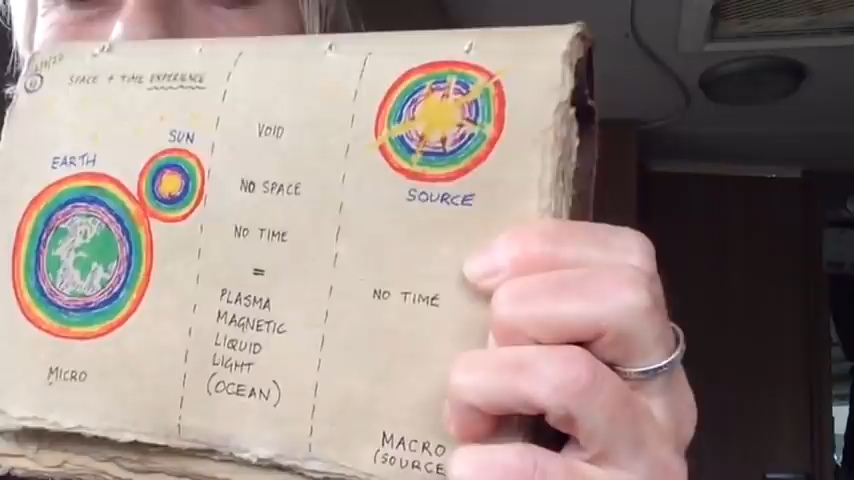 SPACE + TIME EXPERIENCE
EARTH
SUN
MICRO
VOID
NO SPACE
NO TIME
=
PLASMA
MAGNETIC
LIQUID
LIGHT
(OCEAN)
SOURCE
NO TIME
MACRO
(SOURCE